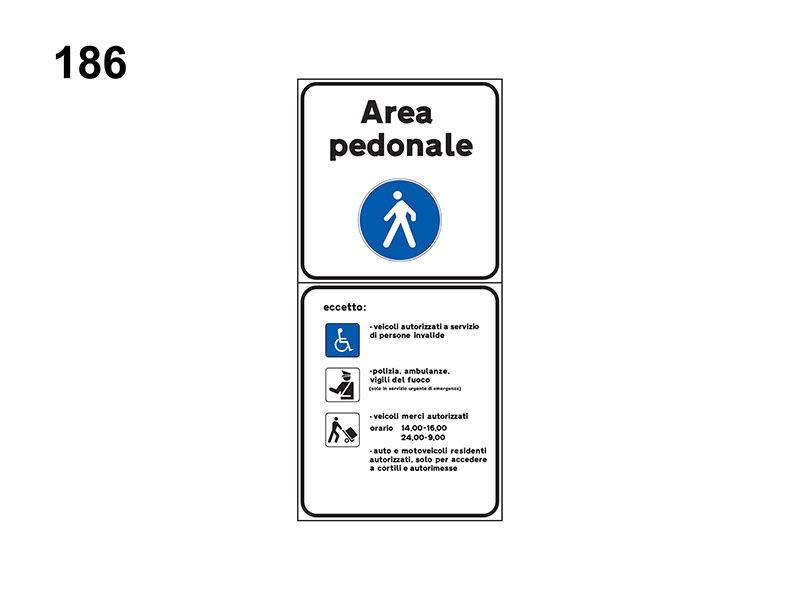 186
Area
pedonale
eccetto:
• veicoli autorizzati a servizio
di persone invalide
• polizia, ambulanze,
vigili del fuoco
(solo in servizio urgente di emergenza)
• veicoli merci autorizzati
orario 14,00-16,00
24,00-9,00
• auto e motoveicoli residenti
autorizzati, solo per accedere
a cortili e autorimesse